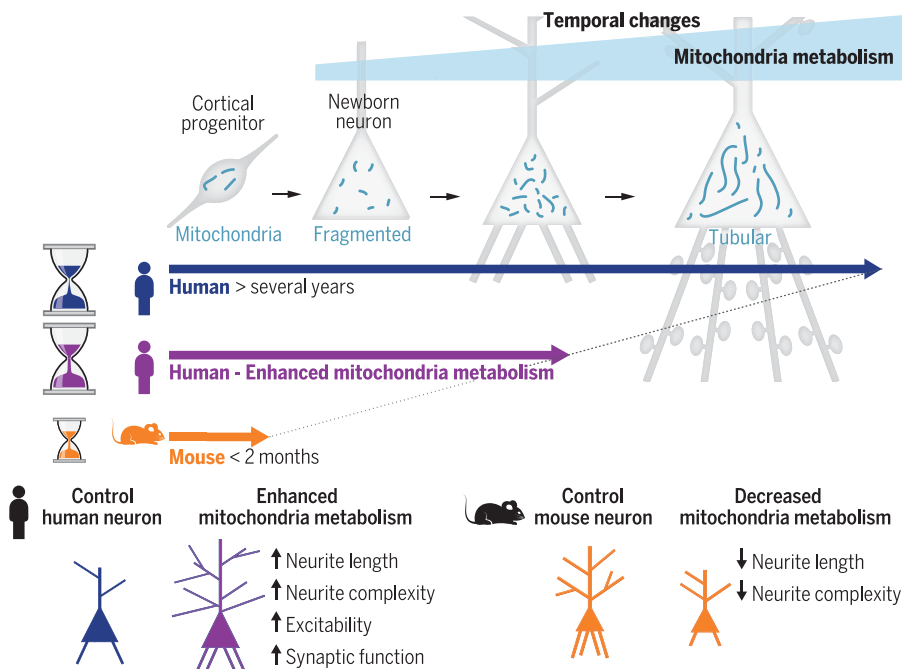 Temporal changes
Mitochondria metabolism
Cortical
progenitor
Newborn
neuron
Mitochondria
Fragmented
Tubular
Human > several years
Human - Enhanced mitochondria metabolism
Mouse < 2 months
Control
human neuron
Enhanced
mitochondria metabolism
Neurite length
Neurite complexity
Excitability
Synaptic function
Control
mouse neuron
Decreased
mitochondria metabolism
Neurite length
Neurite complexity